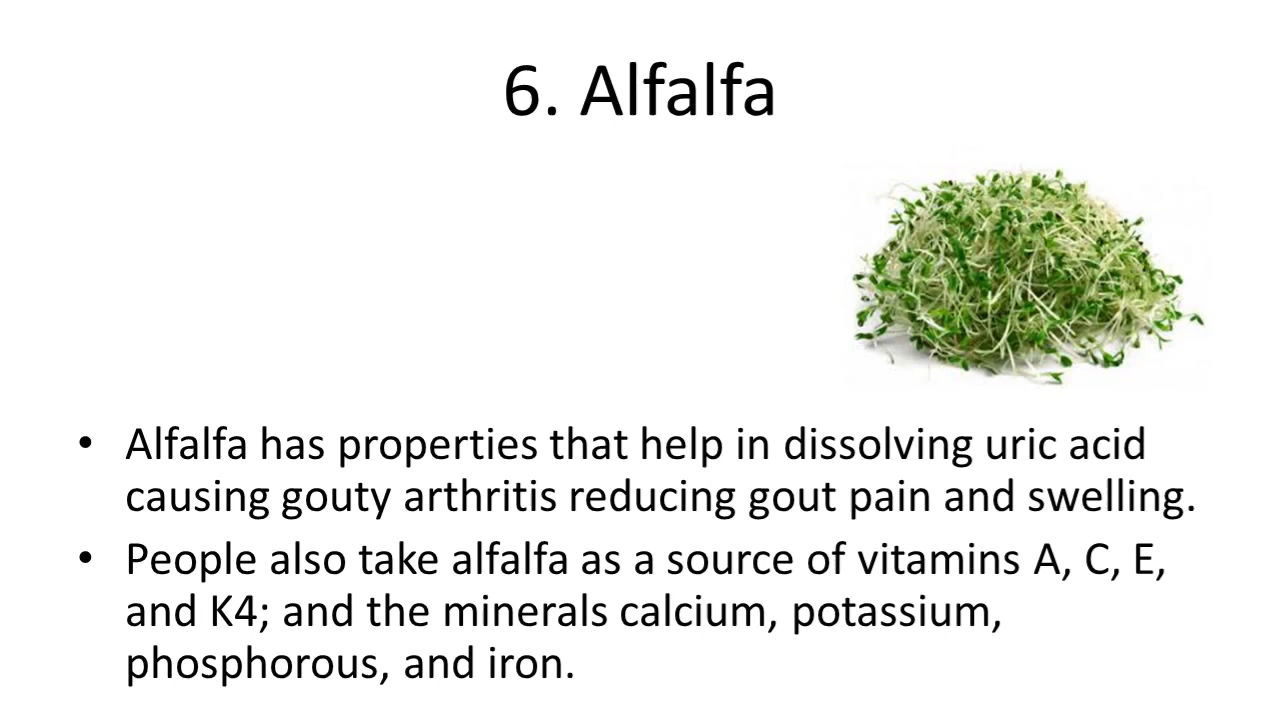 6. Alfalfa
• Alfalfa has properties that help in dissolving uric acid
causing gouty arthritis reducing gout pain and swelling.
• People also take alfalfa as a source of vitamins A, C, E,
and K4; and the minerals calcium, potassium,
phosphorous, and iron.